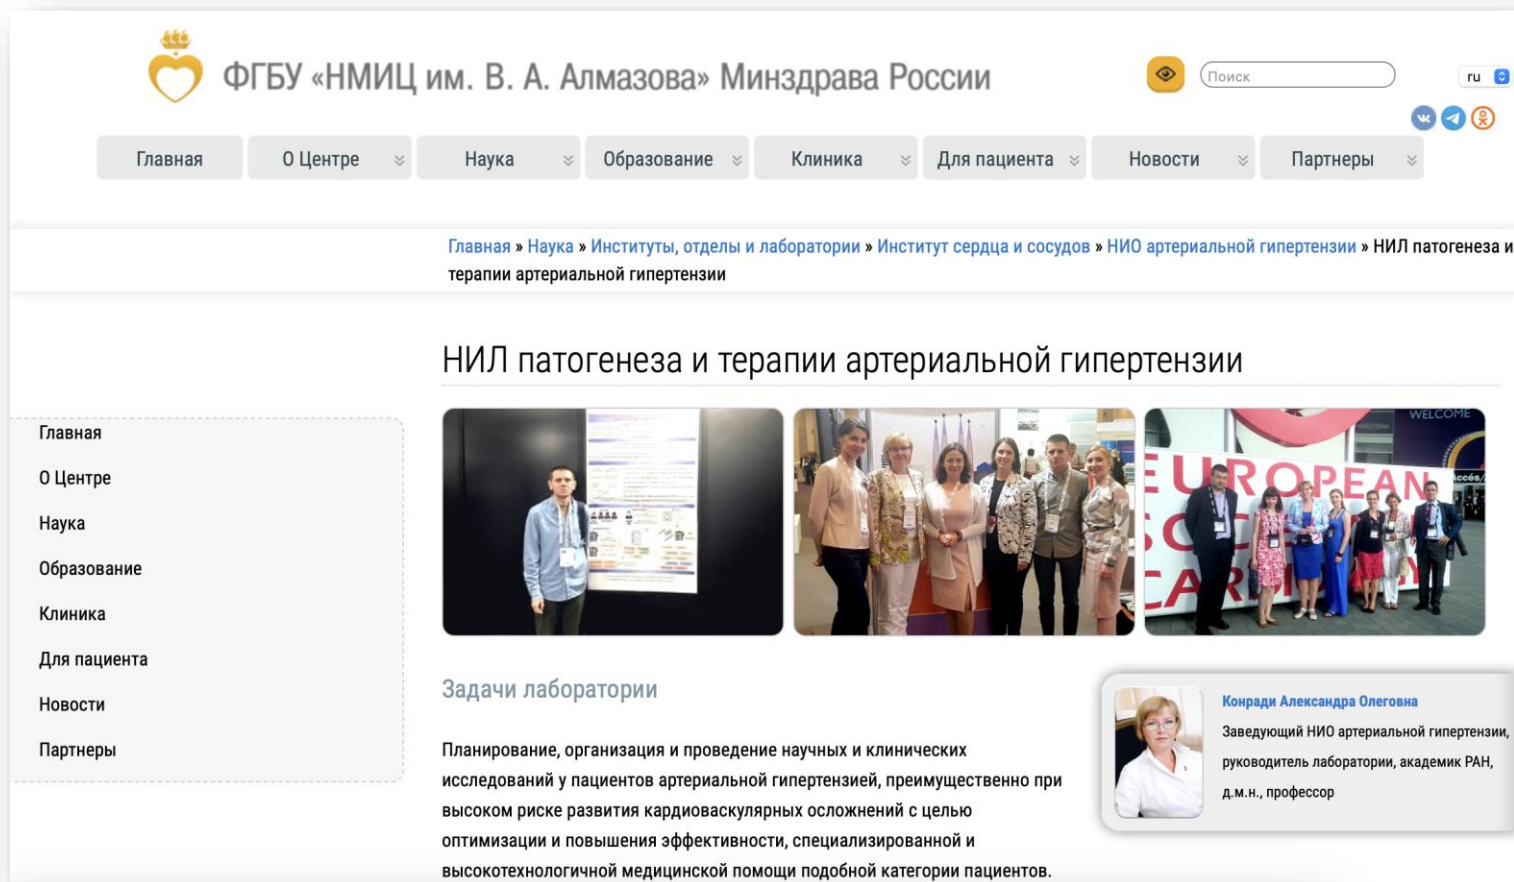 ФГБУ «НМИЦ им. В. А. Алмазова» Минздрава России
Поиск
ru
Главная
О Центре
Наука
Образование
Клиника
Для пациента
Новости
Партнеры
Главная » Наука » Институты, отделы и лаборатории » Институт сердца и сосудов » НИО артериальной гипертензии » НИЛ патогенеза и
терапии артериальной гипертензии
НИЛ патогенеза и терапии артериальной гипертензии
WELCOME
EUROPEAN
Accés/
Главная
О Центре
Наука
Образование
Клиника
Для пациента
Новости
Партнеры
Задачи лаборатории
Планирование, организация и проведение научных и клинических
исследований у пациентов артериальной гипертензией, преимущественно при
высоком риске развития кардиоваскулярных осложнений с целью
оптимизации и повышения эффективности, специализированной и
высокотехнологичной медицинской помощи подобной категории пациентов.
Конради Александра Олеговна
Заведующий НИО артериальной гипертензии,
руководитель лаборатории, академик РАН,
д.м.н., профессор